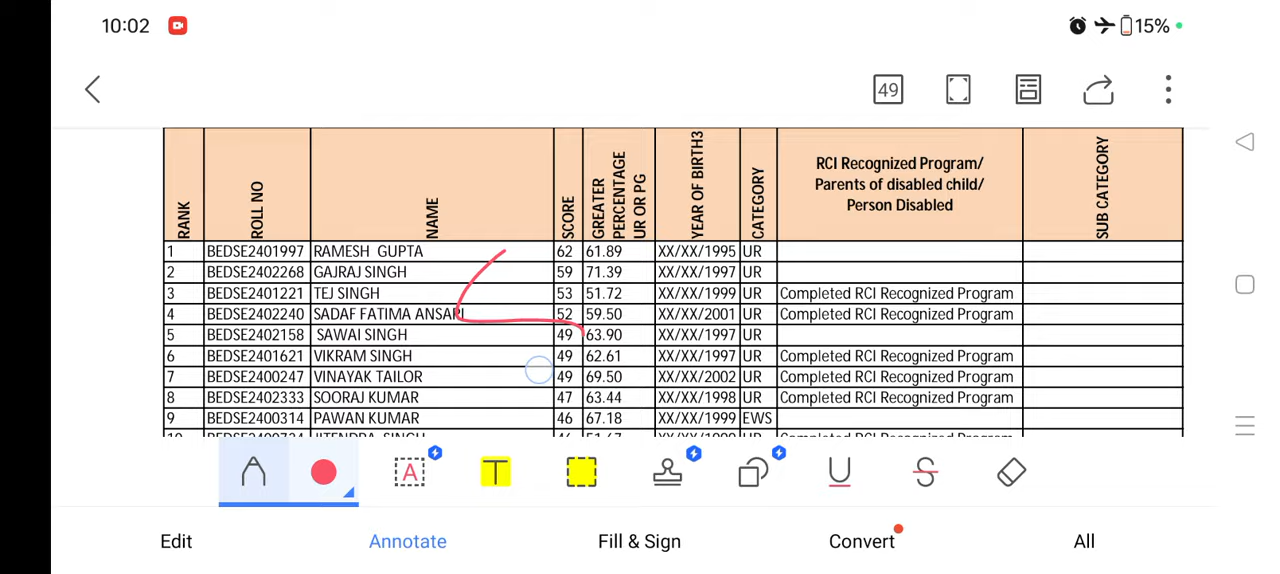 10:02 15%
49
RANK ROLL NO NAME SCORE GREATER PERCENTAGE UR OR PG YEAR OF BIRTH3 CATEGORY RCI Recognized Program/ Parents of disabled child/ Person Disabled SUB CATEGORY
1 BEDSE2401997 RAMESH GUPTA 62 61.89 XX/XX/1995 UR
2 BEDSE2402268 GAJRAJ SINGH 59 71.39 XX/XX/1997 UR
3 BEDSE2401221 TEJ SINGH 53 51.72 XX/XX/1999 UR Completed RCI Recognized Program
4 BEDSE2402240 SADAF FATIMA ANSARI 52 59.50 XX/XX/2001 UR Completed RCI Recognized Program
5 BEDSE2402158 SAWAI SINGH 49 63.90 XX/XX/1997 UR
6 BEDSE2401621 VIKRAM SINGH 49 62.61 XX/XX/1997 UR Completed RCI Recognized Program
7 BEDSE2400247 VINAYAK TAILOR 49 69.50 XX/XX/2002 UR Completed RCI Recognized Program
8 BEDSE2402333 SOORAJ KUMAR 47 63.44 XX/XX/1998 UR Completed RCI Recognized Program
9 BEDSE2400314 PAWAN KUMAR 46 67.18 XX/XX/1999 EWS
A T U S
Edit Annotate Fill & Sign Convert All